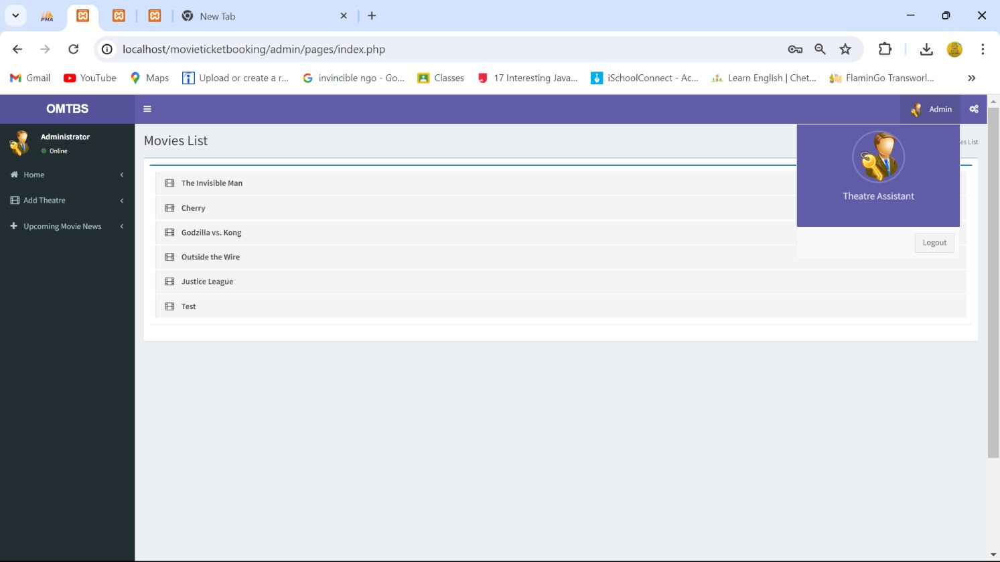 PMA
New Tab
localhost/movieticketbooking/admin/pages/index.php
Gmail
YouTube
Maps
Upload or create a r...
invincible ngo - Go...
Classes
17 Interesting Java...
iSchoolConnect - Ac...
Learn English | Chet...
FlaminGo Transworl...
OMTBS
Admin
Administrator
Online
Home
Add Theatre
Upcoming Movie News
Movies List
es List
The Invisible Man
Cherry
Godzilla vs. Kong
Outside the Wire
Justice League
Test
Theatre Assistant
Logout